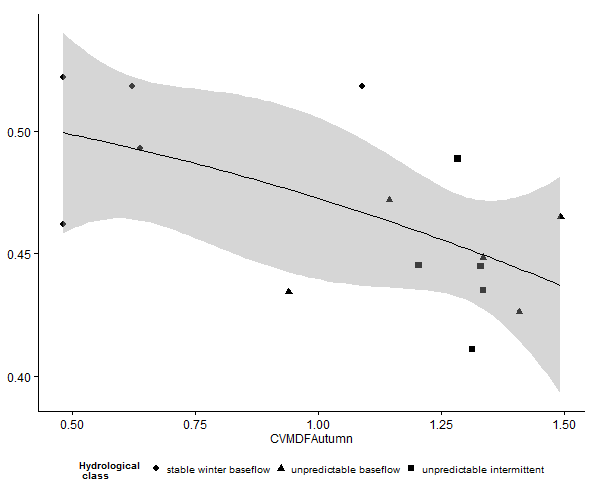 0.50
0.45
0.40
0.50 0.75 1.00 1.25 1.50
CVMDFAutumn
Hydrological
class
stable winter baseflow unpredictable baseflow unpredictable intermittent